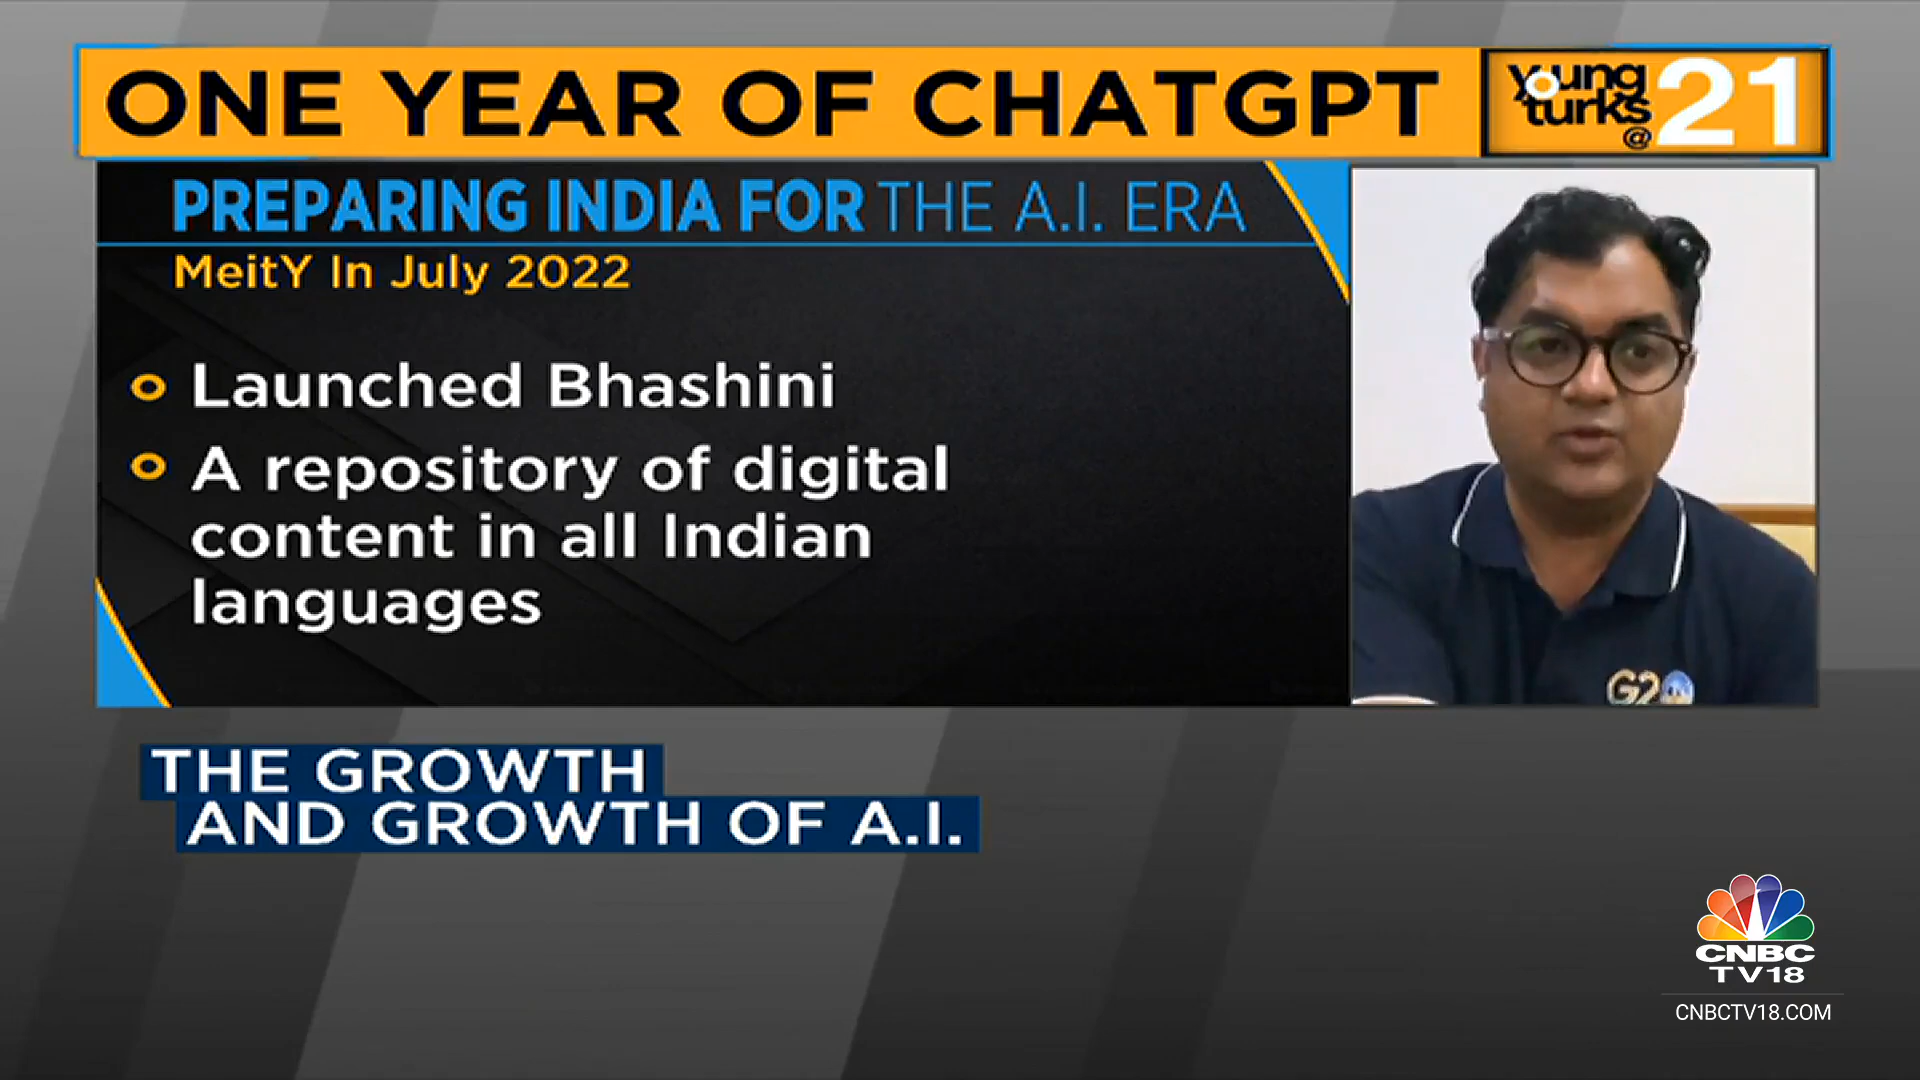 ONE YEAR OF CHATGPT
young
turks
@
21
PREPARING INDIA FOR THE A.I. ERA
MeitY In July 2022
Launched Bhashini
A repository of digital
content in all Indian
languages
G20
THE GROWTH
AND GROWTH OF A.I.
CNBC
TV18
CNBCTV18.COM